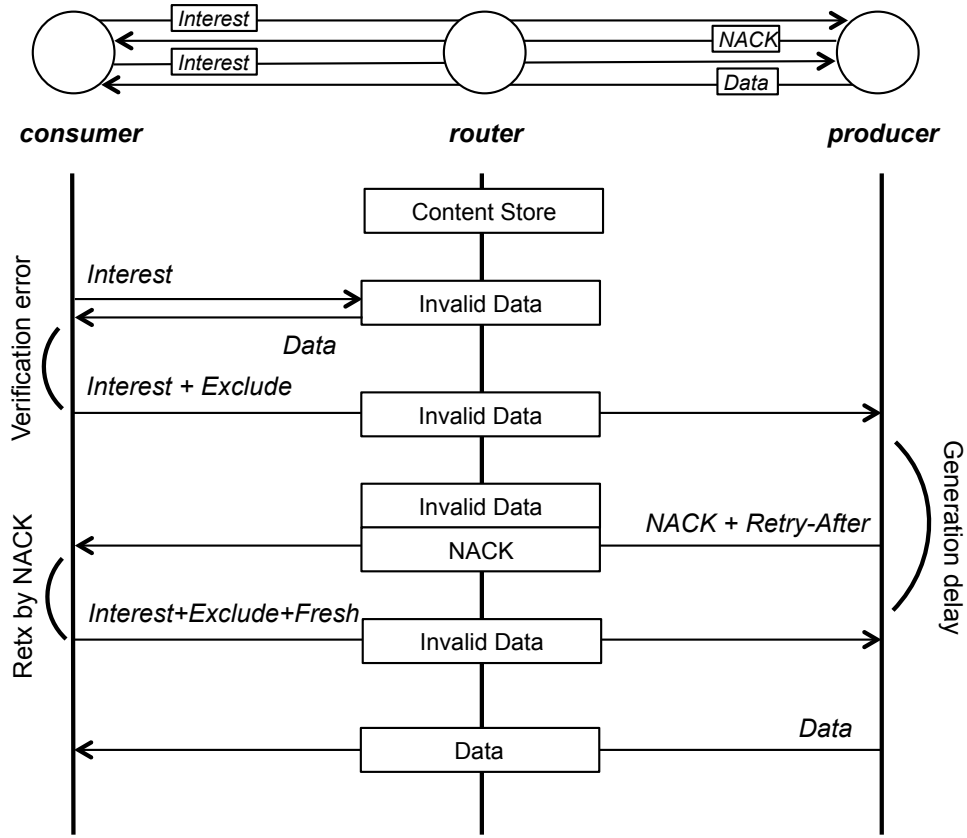 Interest
NACK
Interest
Data
consumer
router
producer
Content Store
Interest
Invalid Data
Data
Verification error
Interest + Exclude
Invalid Data
Generation delay
Invalid Data
NACK + Retry-After
NACK
Retx by NACK
Interest+Exclude+Fresh
Invalid Data
Data
Data